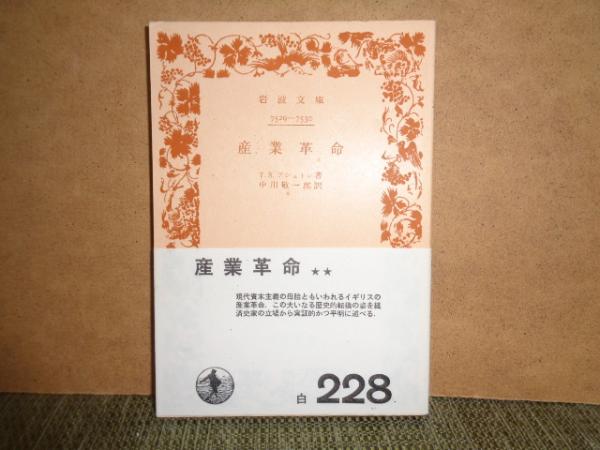 岩波文庫
7529—7530
産業革命
T.S.アシュトン著
中川敬一郎訳
産業革命 ★★
現代資本主義の母胎ともいわれるイギリスの
産業革命．この大いなる歴史的転換の姿を経
済史家の立場から実証的かつ平明に述べる．
白 228